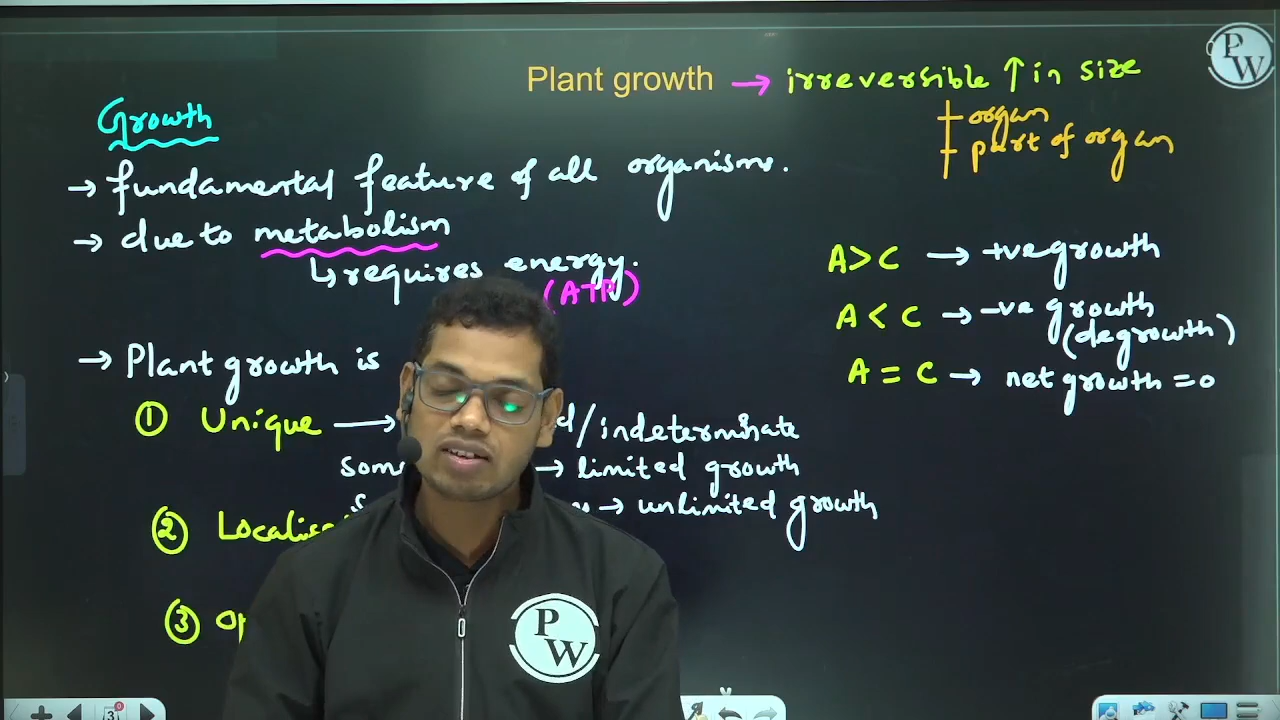 Plant growth → irreversible ↑ in size
organ
part of organ
Growth
→ fundamental feature of all organisms.
→ due to metabolism
↳ requires energy.
(ATP)
A > C → +ve growth
A < C → -ve growth
(degrowth)
A = C → net growth = 0
→ Plant growth is
① Unique → /indeterminate
→ limited growth
→ unlimited growth
②
③
PW
PW